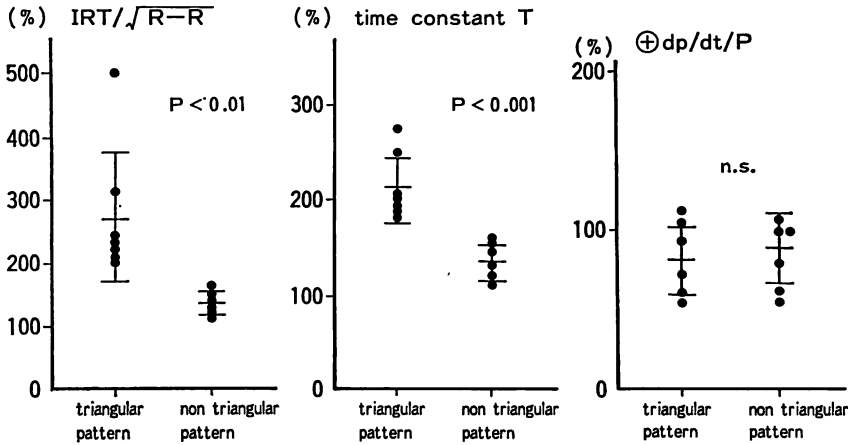 (%) IRT/√R−R
500
400
300
200
100
0
P < 0.01
triangular pattern
non triangular pattern
(%) time constant T
300
200
100
0
P < 0.001
triangular pattern
non triangular pattern
(%) ⊕dp/dt/P
200
100
0
n.s.
triangular pattern
non triangular pattern